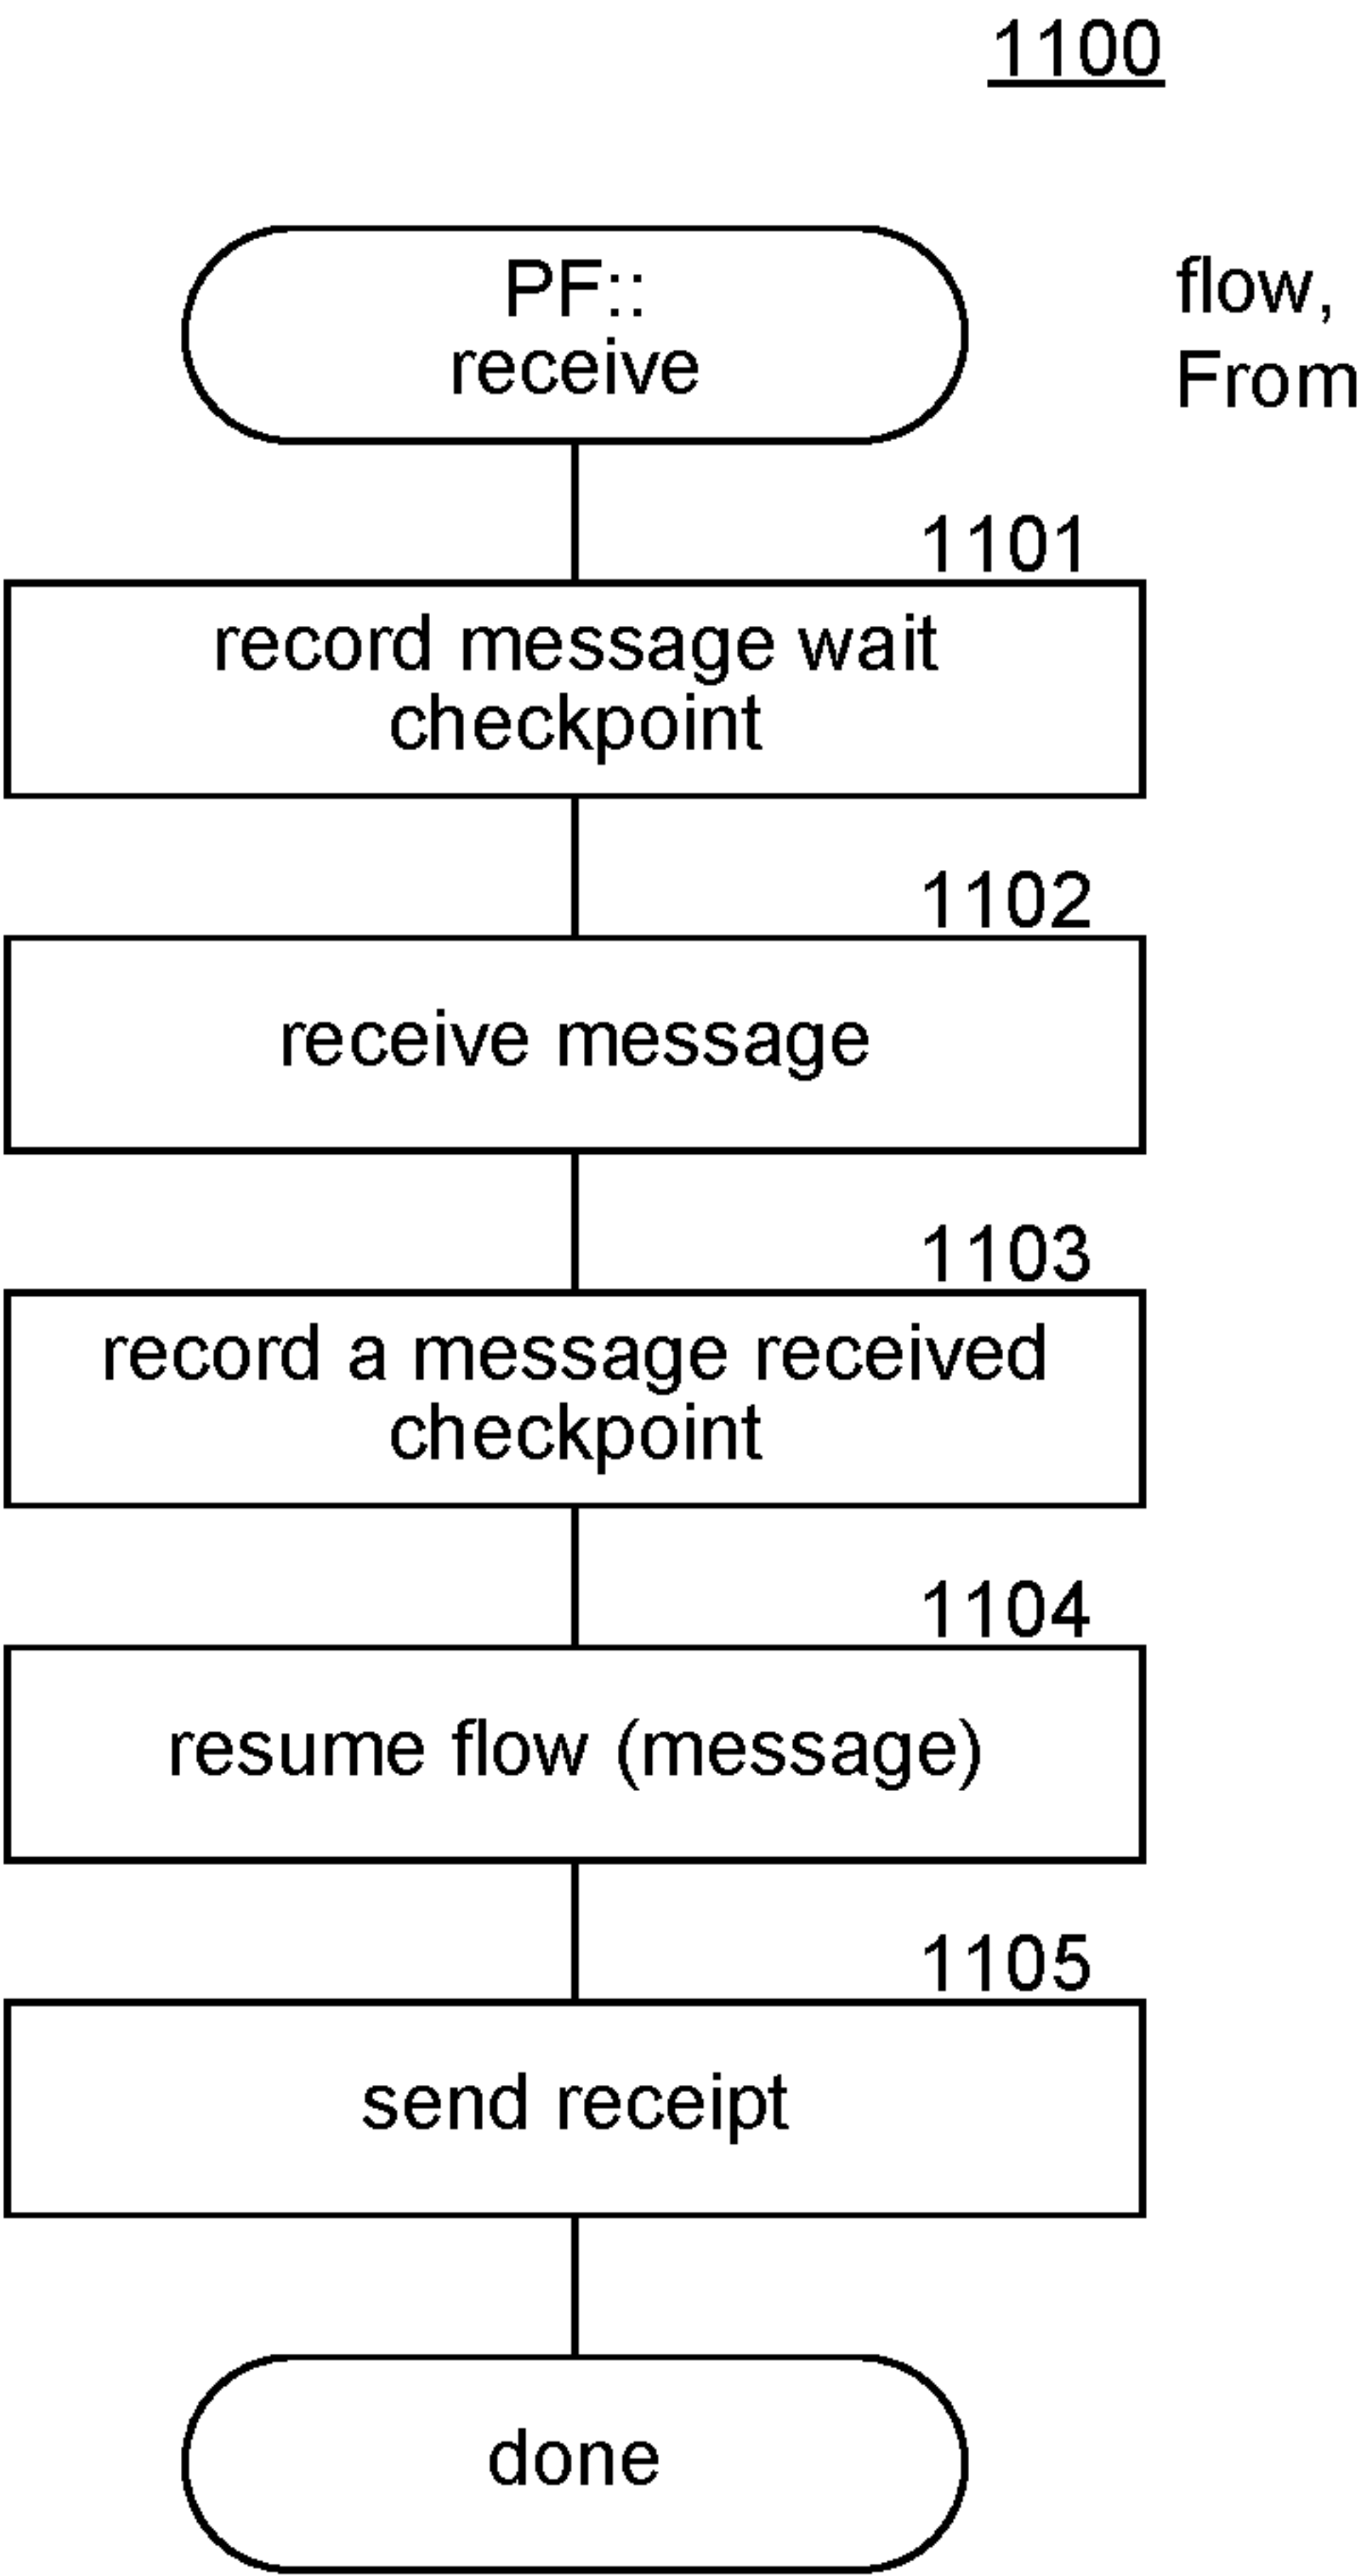 1100
PF::
receive
flow,
From
1101
record message wait
checkpoint
1102
receive message
1103
record a message received
checkpoint
1104
resume flow (message)
1105
send receipt
done